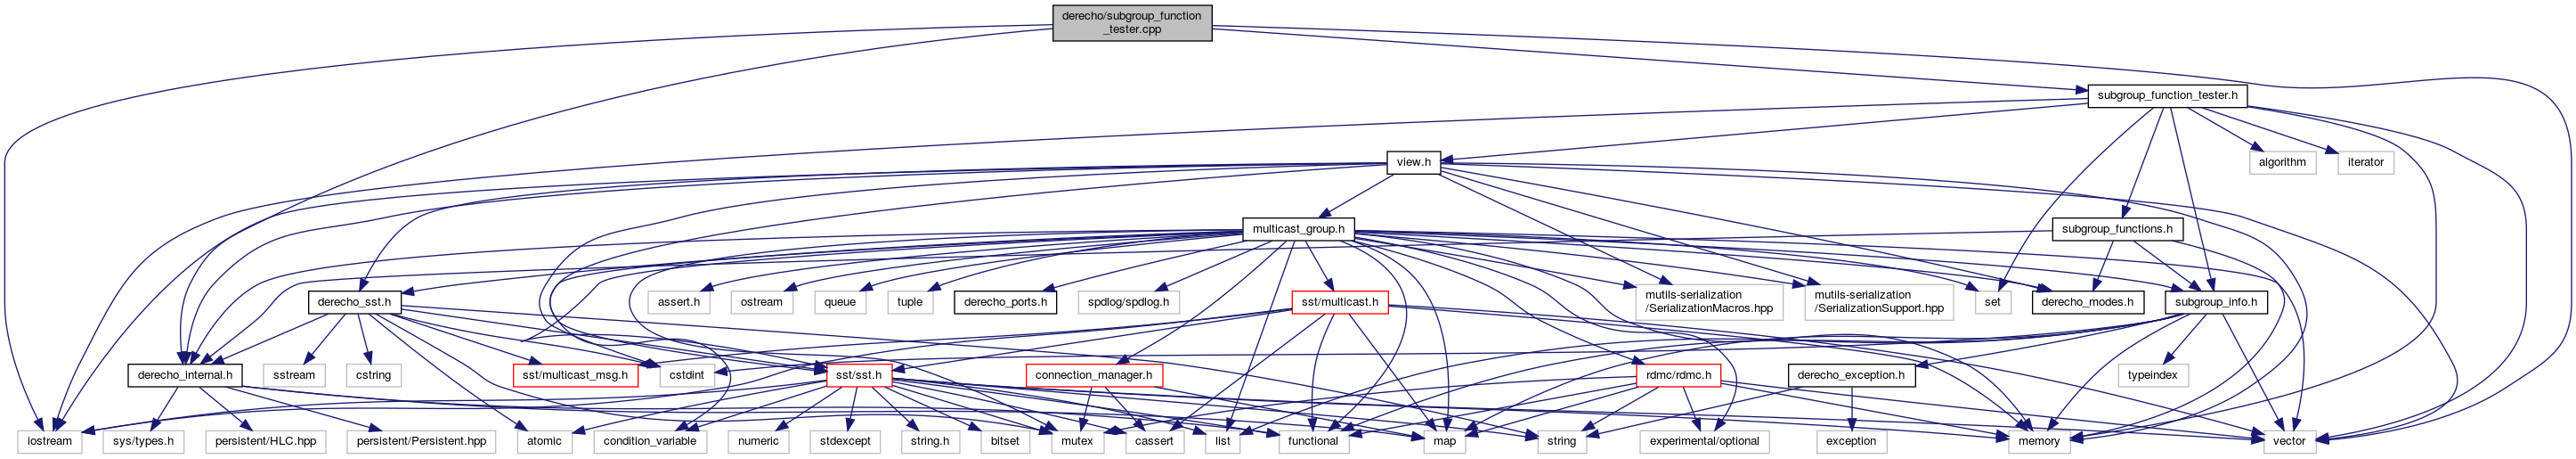 derecho/subgroup_function
_tester.cpp
subgroup_function_tester.h
view.h
algorithm
iterator
multicast_group.h
subgroup_functions.h
derecho_sst.h
assert.h
ostream
queue
tuple
derecho_ports.h
spdlog/spdlog.h
sst/multicast.h
mutils-serialization
/SerializationMacros.hpp
mutils-serialization
/SerializationSupport.hpp
set
derecho_modes.h
subgroup_info.h
derecho_internal.h
sstream
cstring
sst/multicast_msg.h
cstdint
sst/sst.h
connection_manager.h
rdmc/rdmc.h
derecho_exception.h
typeindex
iostream
sys/types.h
persistent/HLC.hpp
persistent/Persistent.hpp
atomic
condition_variable
numeric
stdexcept
string.h
bitset
mutex
cassert
list
functional
map
string
experimental/optional
exception
memory
vector